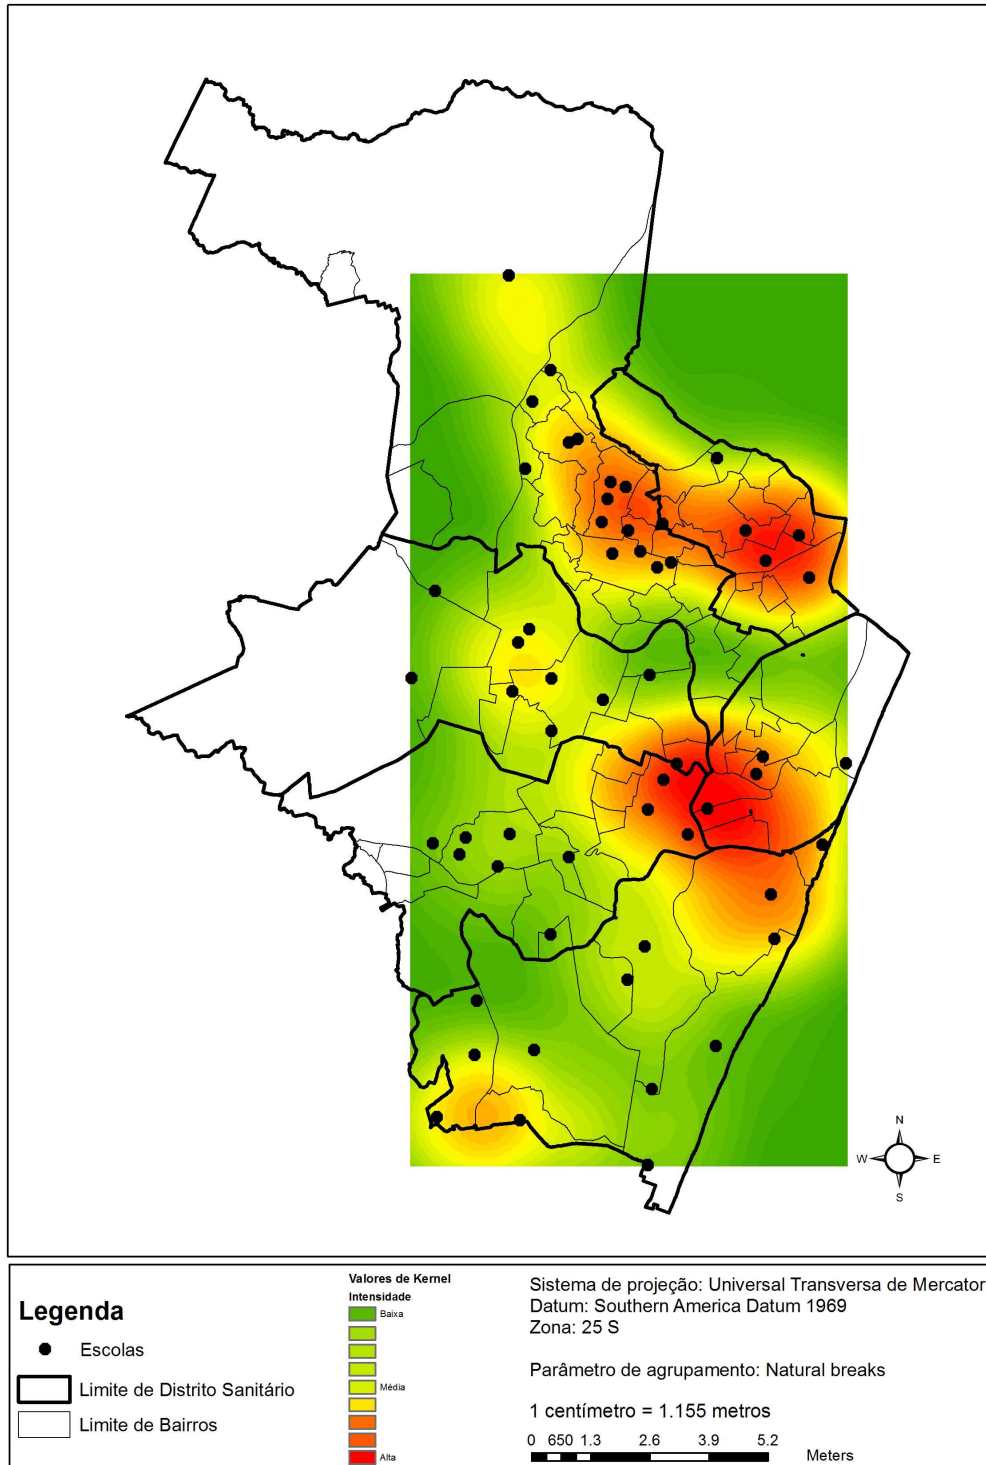 N
W E
S
Legenda
Escolas
Limite de Distrito Sanitário
Limite de Bairros
Valores de Kernel
Intensidade
Baixa
Média
Alta
Sistema de projeção: Universal Transversa de Mercator
Datum: Southern America Datum 1969
Zona: 25 S
Parâmetro de agrupamento: Natural breaks
1 centímetro = 1.155 metros
0 650 1.3 2.6 3.9 5.2
Meters